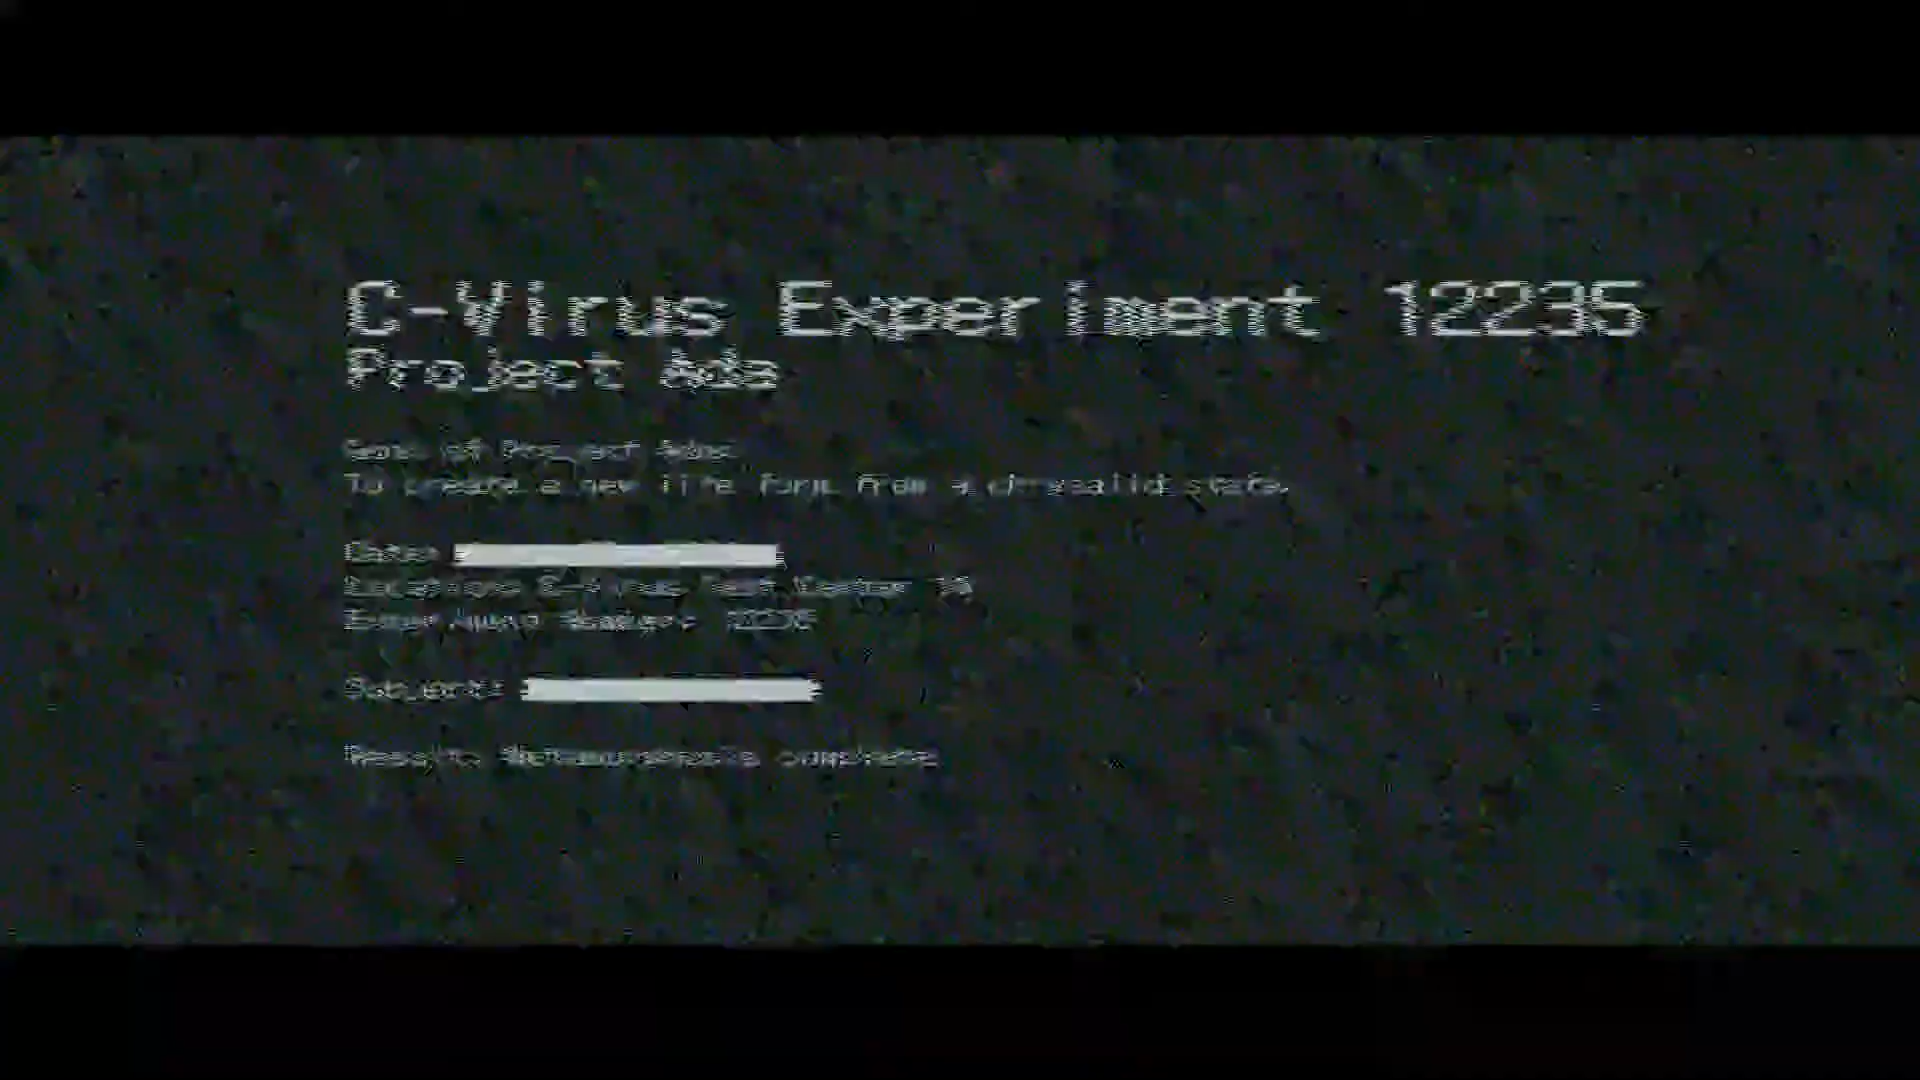 C-Virus Experiment 12235
Project Ada
Goal of Project Ada:
To create a new life form from a chrysalid state.
Date:
Location: C-Virus Test Center
Experiment Number: 12235
Subject:
Result: Metamorphosis complete